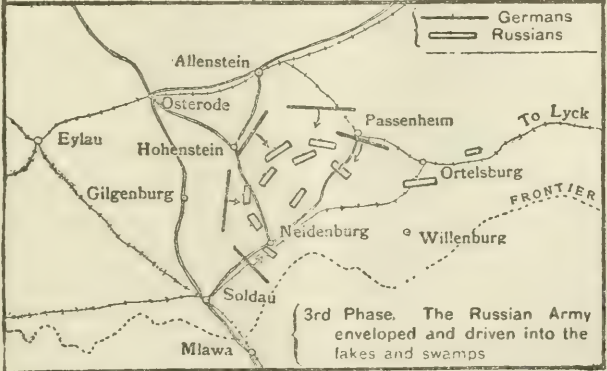 Germans
Russians
Allenstein
Osterode
Passenheim
To Lyck
Eylau
Hohenstein
Ortelsburg
Gilgenburg
FRONTIER
Neidenburg
Willenburg
Soldau
3rd Phase. The Russian Army
enveloped and driven into the
lakes and swamps
Mlawa